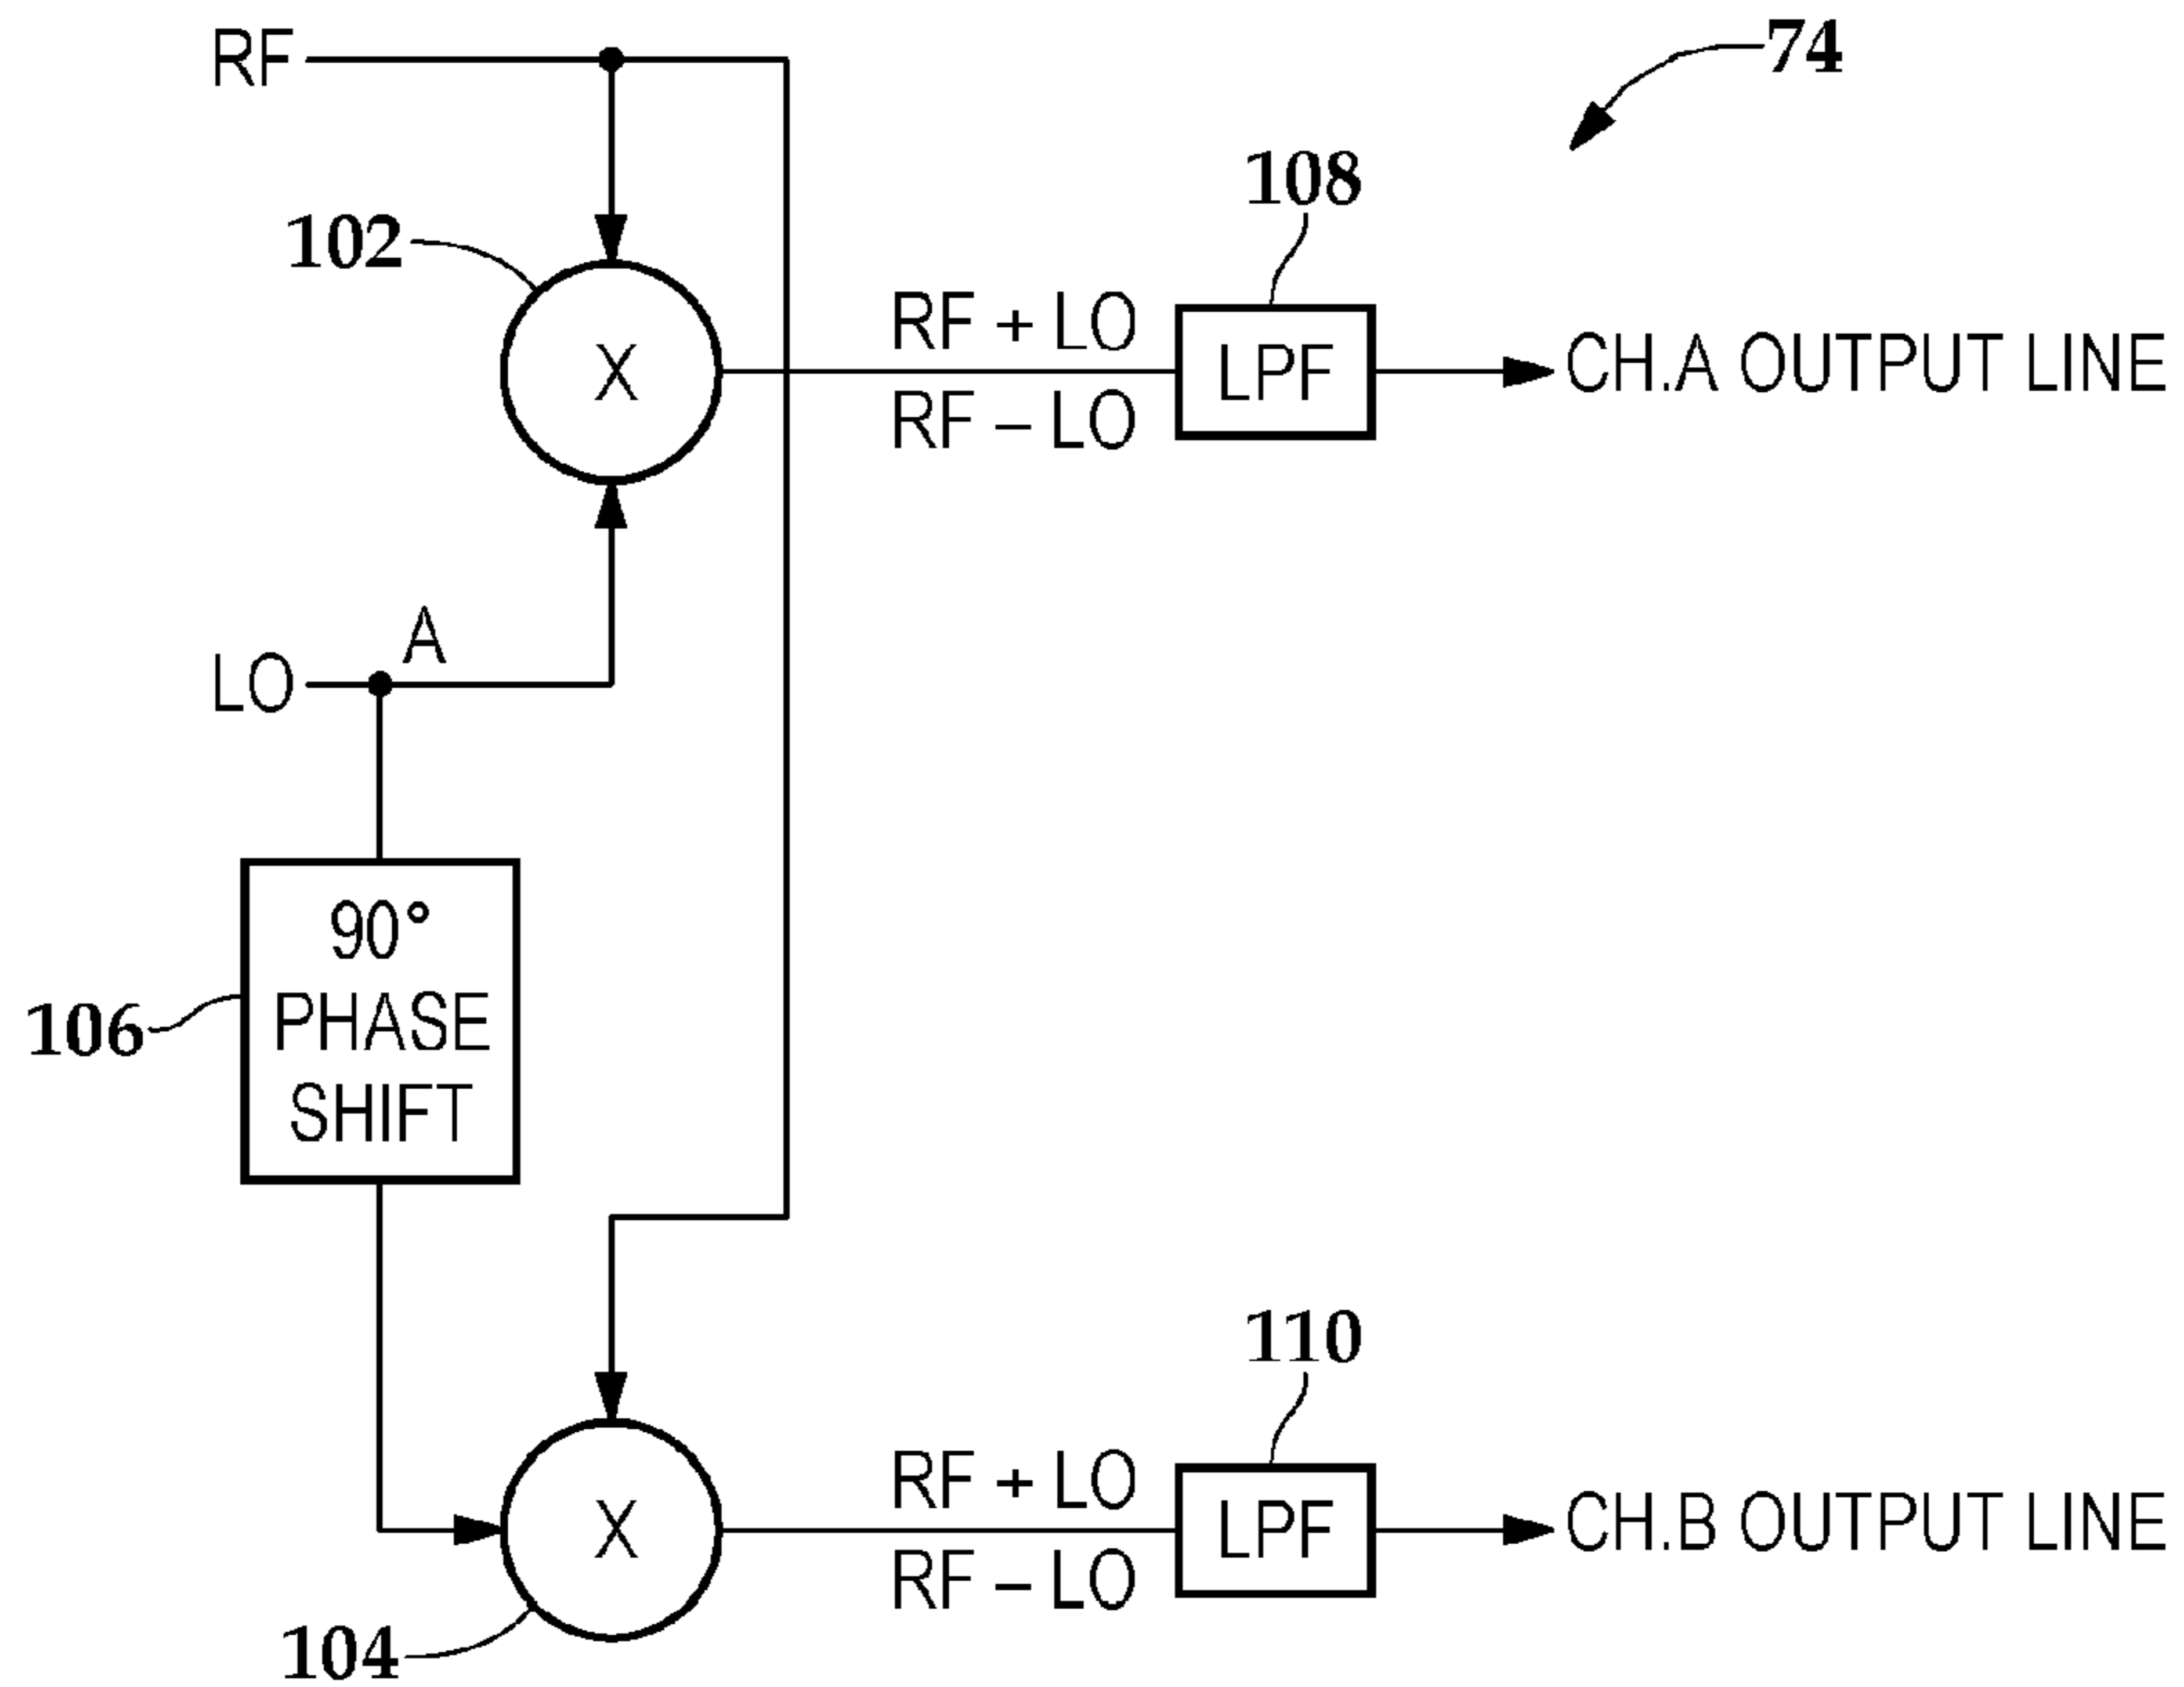 RF
74
108
102
RF + LO
X
LPF
CH.A OUTPUT LINE
RF – LO
A
LO
90°
PHASE
SHIFT
106
110
RF + LO
X
LPF
CH.B OUTPUT LINE
RF – LO
104